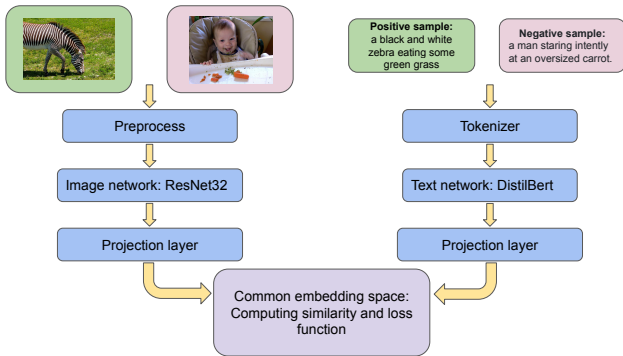 Positive sample:
a black and white
zebra eating some
green grass
Negative sample:
a man staring intently
at an oversized carrot.
Preprocess
Tokenizer
Image network: ResNet32
Text network: DistilBert
Projection layer
Projection layer
Common embedding space:
Computing similarity and loss
function